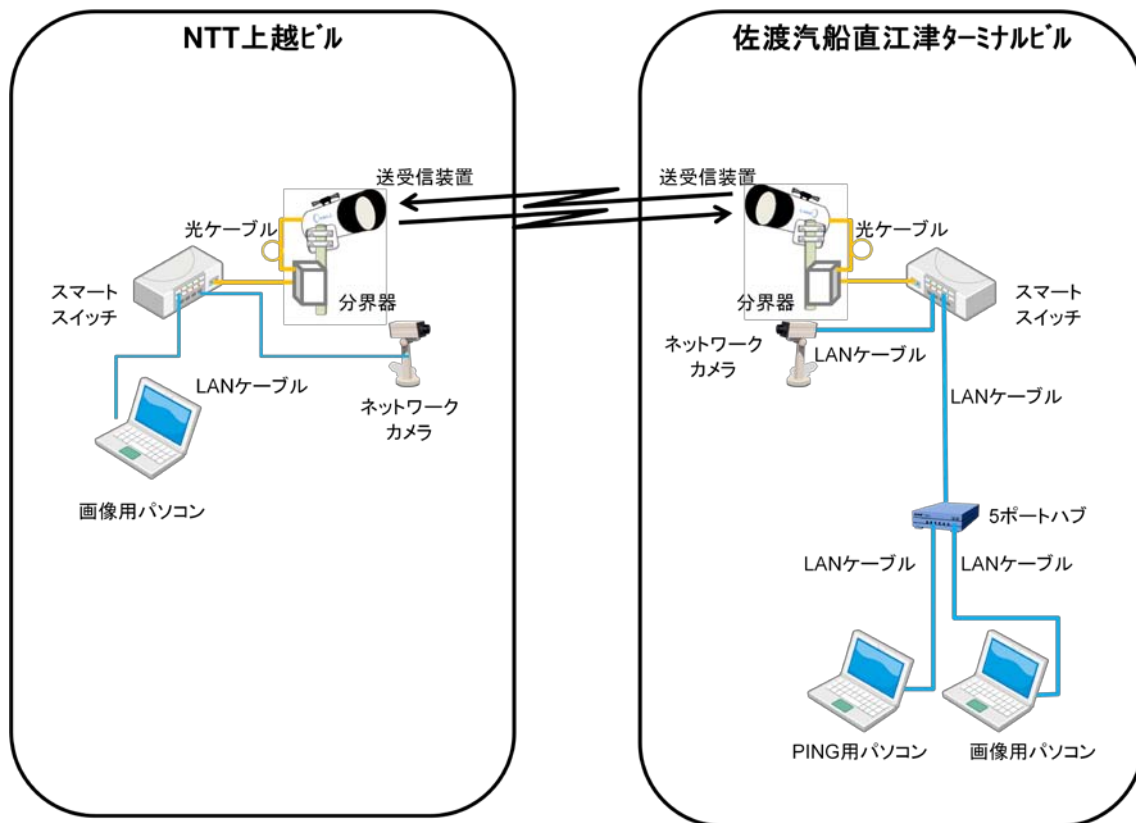 NTT上越ビル
送受信装置
光ケーブル
スマート
スイッチ
分界器
LANケーブル
ネットワーク
カメラ
画像用パソコン
佐渡汽船直江津ターミナルビル
送受信装置
光ケーブル
分界器
スマート
スイッチ
ネットワーク
カメラ
LANケーブル
LANケーブル
5ポートハブ
LANケーブル
LANケーブル
PING用パソコン
画像用パソコン